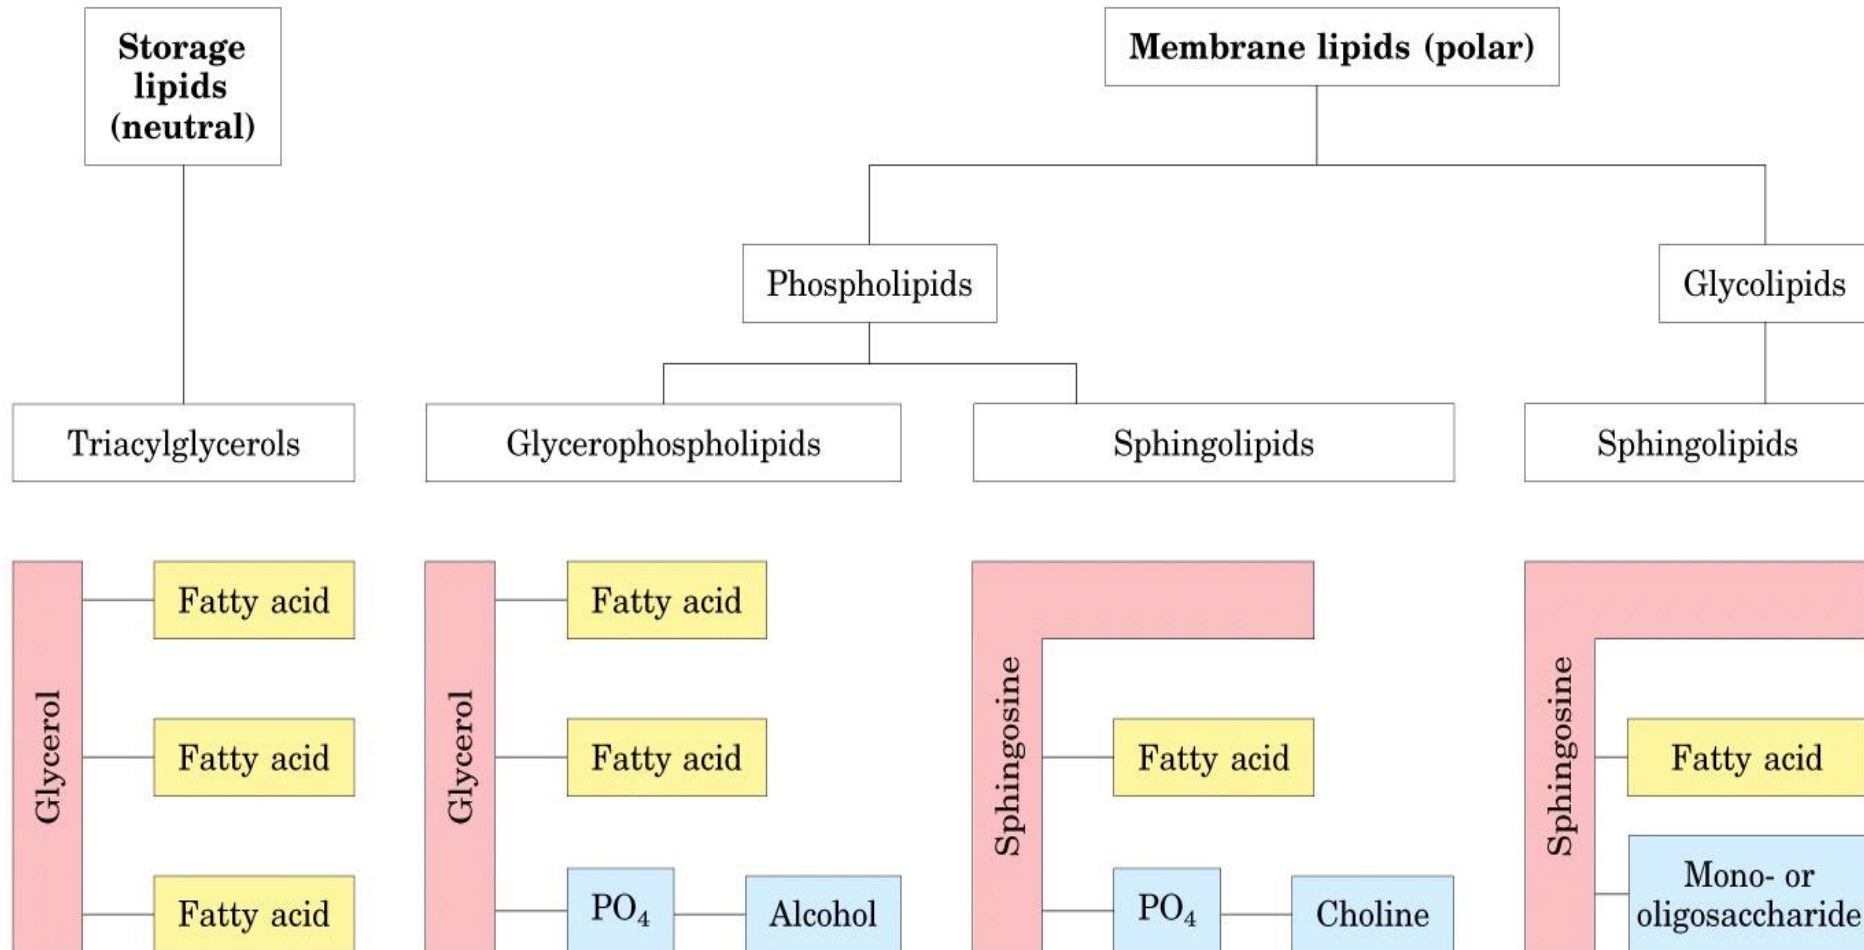 Storage
lipids
(neutral)
Membrane lipids (polar)
Phospholipids
Glycolipids
Triacylglycerols
Glycerophospholipids
Sphingolipids
Sphingolipids
Glycerol
Fatty acid
Fatty acid
Fatty acid
Glycerol
Fatty acid
Fatty acid
PO₄
Alcohol
Sphingosine
Fatty acid
PO₄
Choline
Sphingosine
Fatty acid
Mono- or
oligosaccharide